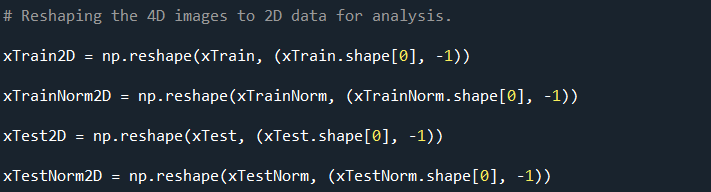 # Reshaping the 4D images to 2D data for analysis.
xTrain2D = np.reshape(xTrain, (xTrain.shape[0], -1))
xTrainNorm2D = np.reshape(xTrainNorm, (xTrainNorm.shape[0], -1))
xTest2D = np.reshape(xTest, (xTest.shape[0], -1))
xTestNorm2D = np.reshape(xTestNorm, (xTestNorm.shape[0], -1))